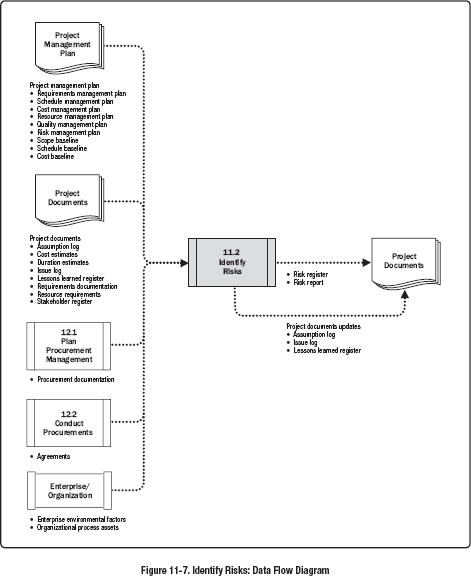 Project
Management
Plan
Project management plan
• Requirements management plan
• Schedule management plan
• Cost management plan
• Resource management plan
• Quality management plan
• Risk management plan
• Scope baseline
• Schedule baseline
• Cost baseline
Project
Documents
Project documents
• Assumption log
• Cost estimates
• Duration estimates
• Issue log
• Lessons learned register
• Requirements documentation
• Resource requirements
• Stakeholder register
12.1
Plan
Procurement
Management
• Procurement documentation
12.2
Conduct
Procurements
• Agreements
Enterprise/
Organization
• Enterprise environmental factors
• Organizational process assets
11.2
Identify
Risks
• Risk register
• Risk report
Project documents updates
• Assumption log
• Issue log
• Lessons learned register
Project
Documents
Figure 11-7. Identify Risks: Data Flow Diagram